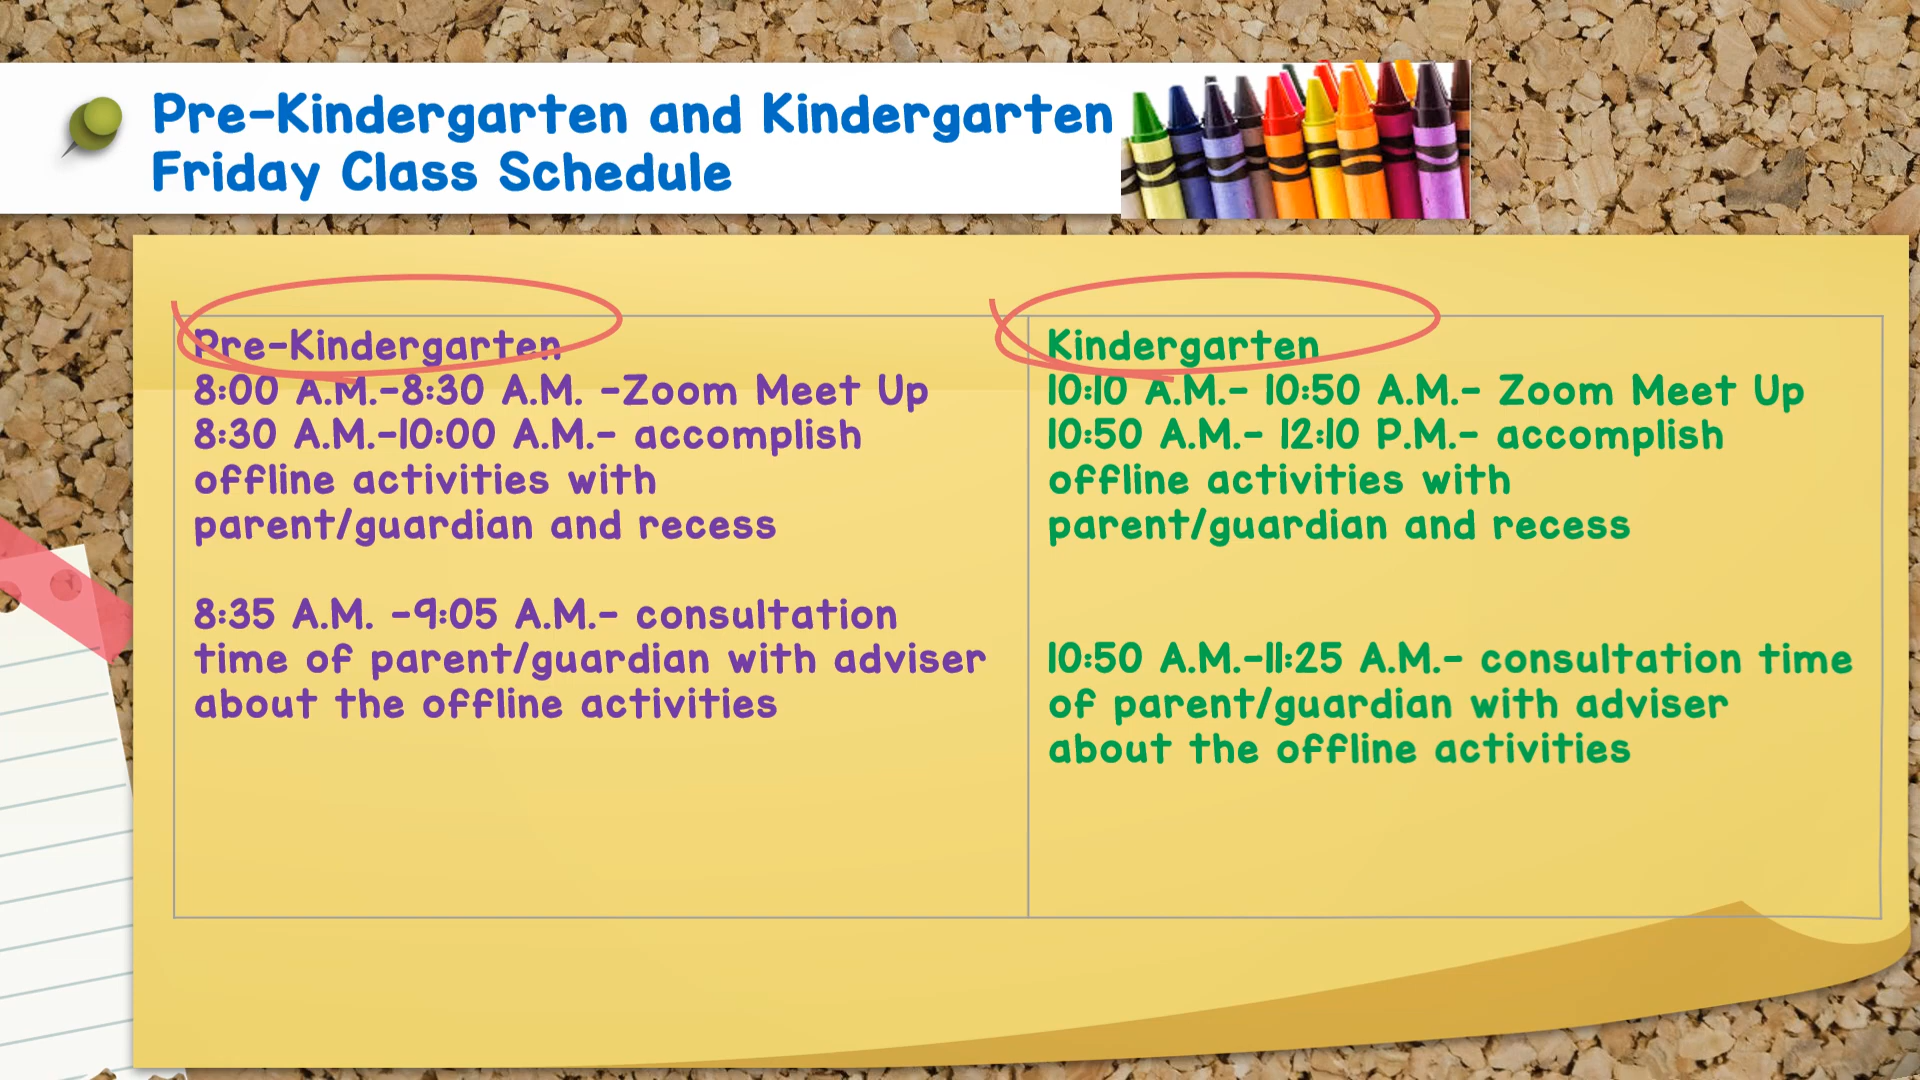 Pre-Kindergarten and Kindergarten
Friday Class Schedule
Pre-Kindergarten
8:00 A.M.-8:30 A.M. -Zoom Meet Up
8:30 A.M.-10:00 A.M.- accomplish
offline activities with
parent/guardian and recess
8:35 A.M. -9:05 A.M.- consultation
time of parent/guardian with adviser
about the offline activities
Kindergarten
10:10 A.M.- 10:50 A.M.- Zoom Meet Up
10:50 A.M.- 12:10 P.M.- accomplish
offline activities with
parent/guardian and recess
10:50 A.M.-11:25 A.M.- consultation time
of parent/guardian with adviser
about the offline activities